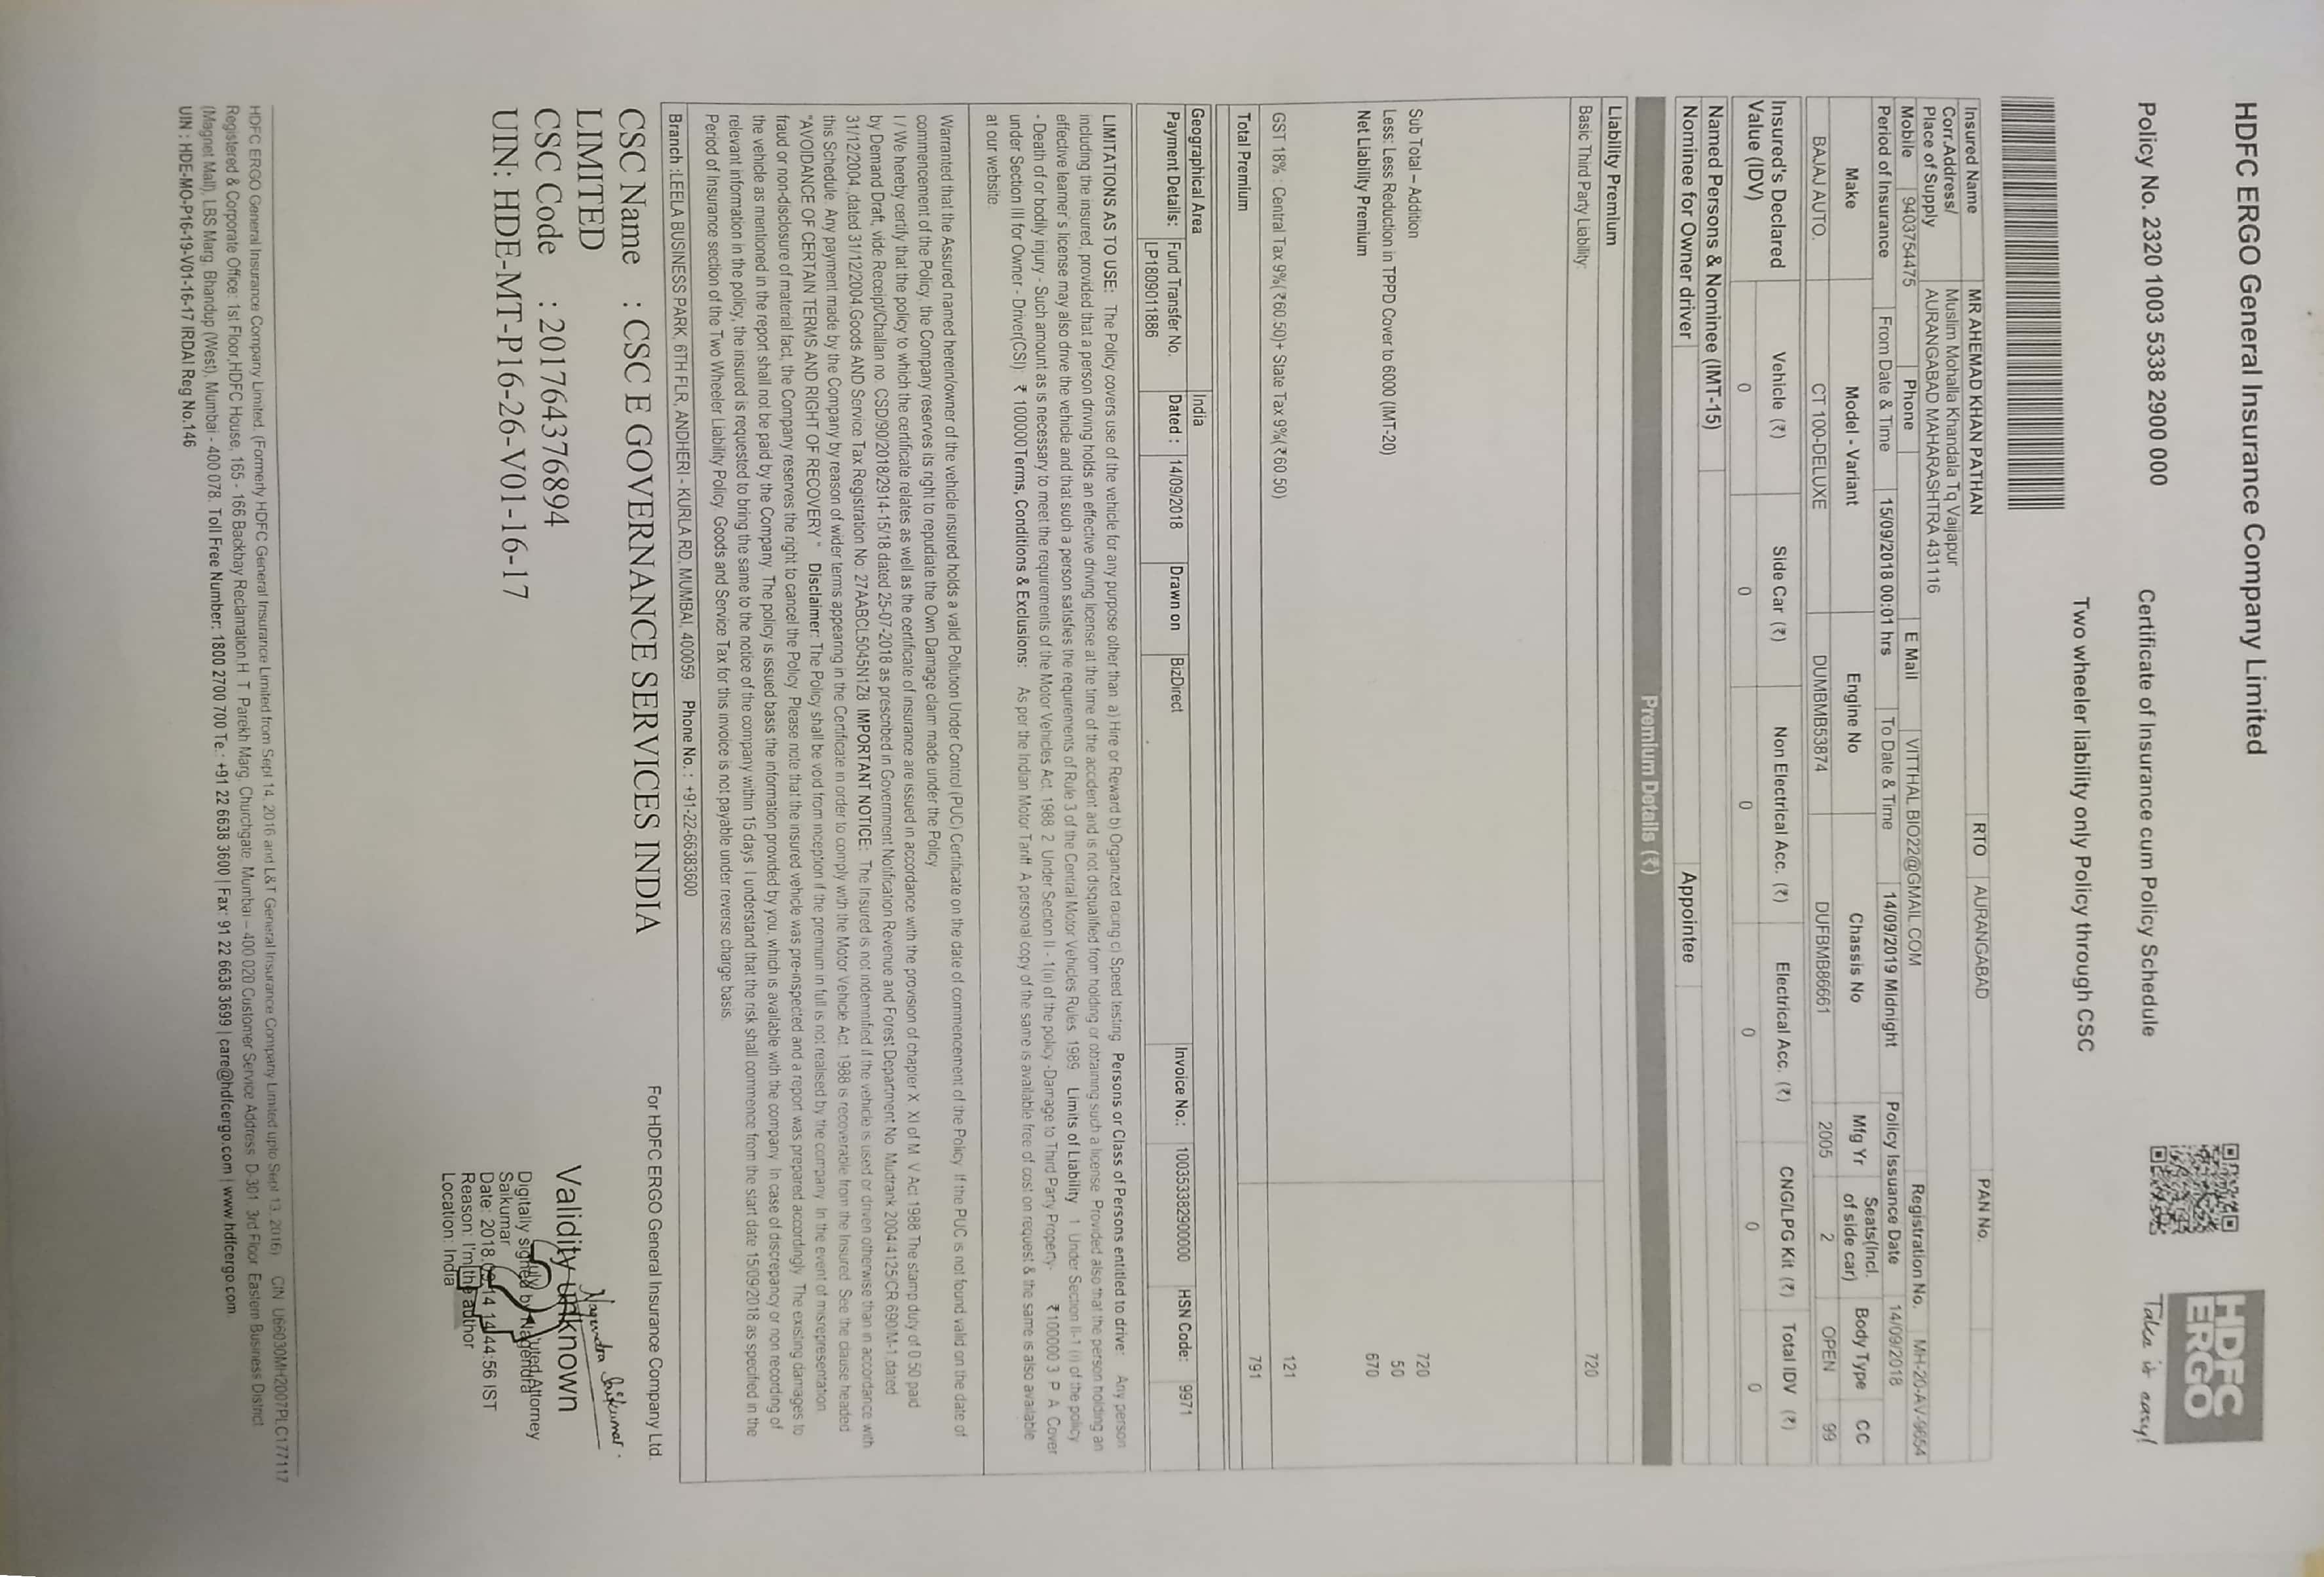 HDFC ERGO General Insurance Company Limited
HDFC
ERGO
Take it easy!
Policy No. 2320 1003 5338 2900 000
Certificate of Insurance cum Policy Schedule
Two wheeler liability only Policy through CSC
Insured Name MR AHEMAD KHAN PATHAN RTO AURANGABAD PAN No.
Corr.Address/ Muslim Mohalla Khandala Tq Vaijapur
Place of Supply AURANGABAD MAHARASHTRA 431116
Mobile 9403754475 Phone E Mail VITTHAL.BIO22@GMAIL.COM Registration No. MH-20-AV-9654
Period of Insurance From Date & Time 15/09/2018 00:01 hrs To Date & Time 14/09/2019 Midnight Policy Issuance Date 14/09/2018
Make Model - Variant Engine No Chassis No Mfg Yr Seats(Incl. of side car) Body Type CC
BAJAJ AUTO. CT 100-DELUXE DUMBMB53874 DUFBMB86661 2005 2 OPEN 99
Insured's Declared Vehicle (₹) Side Car (₹) Non Electrical Acc. (₹) Electrical Acc. (₹) CNG/LPG Kit (₹) Total IDV (₹)
Value (IDV) 0 0 0 0 0 0
Named Persons & Nominee (IMT-15)
Nominee for Owner driver Appointee
Premium Details (₹)
Liability Premium
Basic Third Party Liability: 720
Sub Total – Addition 720
Less: Less Reduction in TPPD Cover to 6000 (IMT-20) 50
Net Liability Premium 670
GST 18% : Central Tax 9%(₹60.50)+ State Tax 9%(₹60.50) 121
Total Premium 791
Geographical Area India
Payment Details: Fund Transfer No. Dated : 14/09/2018 Drawn on BizDirect Invoice No.: 100353382900000 HSN Code: 9971
LP1809011886
LIMITATIONS AS TO USE: The Policy covers use of the vehicle for any purpose other than a) Hire or Reward b) Organized racing c) Speed testing Persons or Class of Persons entitled to drive: Any person
including the insured, provided that a person driving holds an effective driving license at the time of the accident and is not disqualified from holding or obtaining such a license. Provided also that the person holding an
effective learner's license may also drive the vehicle and that such a person satisfies the requirements of Rule 3 of the Central Motor Vehicles Rules, 1989 Limits of Liability 1 Under Section II-1 (i) of the policy
- Death of or bodily injury - Such amount as is necessary to meet the requirements of the Motor Vehicles Act, 1988 2. Under Section II - 1(ii) of the policy -Damage to Third Party Property- ₹100000 3. P. A. Cover
under Section III for Owner - Driver(CSI): ₹ 100000 Terms, Conditions & Exclusions: As per the Indian Motor Tariff. A personal copy of the same is available free of cost on request & the same is also available
at our website.
Warranted that the Assured named herein/owner of the vehicle insured holds a valid Pollution Under Control (PUC) Certificate on the date of commencement of the Policy. If the PUC is not found valid on the date of
commencement of the Policy, the Company reserves its right to repudiate the Own Damage claim made under the Policy
I / We hereby certify that the policy to which the certificate relates as well as the certificate of insurance are issued in accordance with the provision of chapter X, XI of M. V Act 1988 The stamp duty of 0.50 paid
by Demand Draft, vide Receipt/Challan no. CSD/90/2018/2914-15/18 dated 25-07-2018 as prescribed in Government Notification Revenue and Forest Department No. Mudrank 2004/4125/CR 690/M-1,dated
31/12/2004.,dated 31/12/2004.Goods AND Service Tax Registration No: 27AABCL5045N1Z8 IMPORTANT NOTICE: The Insured is not indemnified if the vehicle is used or driven otherwise than in accordance with
this Schedule. Any payment made by the Company by reason of wider terms appearing in the Certificate in order to comply with the Motor Vehicle Act, 1988 is recoverable from the Insured. See the clause headed
"AVOIDANCE OF CERTAIN TERMS AND RIGHT OF RECOVERY " Disclaimer: The Policy shall be void from inception if the premium in full is not realised by the company. In the event of misrepresentation
fraud or non-disclosure of material fact, the Company reserves the right to cancel the Policy. Please note that the insured vehicle was pre-inspected and a report was prepared accordingly. The existing damages to
the vehicle as mentioned in the report shall not be paid by the Company. The policy is issued basis the information provided by you, which is available with the company. In case of discrepancy or non recording of
relevant information in the policy, the insured is requested to bring the same to the notice of the company within 15 days. I understand that the risk shall commence from the start date 15/09/2018 as specified in the
Period of Insurance section of the Two Wheeler Liability Policy. Goods and Service Tax for this invoice is not payable under reverse charge basis.
Branch :LEELA BUSINESS PARK, 6TH FLR, ANDHERI - KURLA RD, MUMBAI, 400059. Phone No. : +91-22-66383600
CSC Name : CSC E GOVERNANCE SERVICES INDIA
LIMITED
CSC Code : 201764376894
UIN: HDE-MT-P16-26-V01-16-17
For HDFC ERGO General Insurance Company Ltd.
Nagendra Saikumar.
Validity unknown
Digitally signed by Nagendra
Attorney
Saikumar
Date: 2018.09.14 14:44:56 IST
Reason: I'm the author
Location: India
HDFC ERGO General Insurance Company Limited. (Formerly HDFC General Insurance Limited from Sept 14, 2016 and L&T General Insurance Company Limited upto Sept 13, 2016) CIN U66030MH2007PLC177117
Registered & Corporate Office: 1st Floor,HDFC House, 165 - 166 Backbay Reclamation,H. T. Parekh Marg, Churchgate, Mumbai – 400 020 Customer Service Address: D-301, 3rd Floor, Eastern Business District
(Magnet Mall), LBS Marg, Bhandup (West), Mumbai - 400 078. Toll Free Number: 1800 2700 700 Te.: +91 22 6638 3600 | Fax: 91 22 6638 3699 | care@hdfcergo.com | www.hdfcergo.com
UIN : HDE-MO-P16-19-V01-16-17 IRDAI Reg No.146